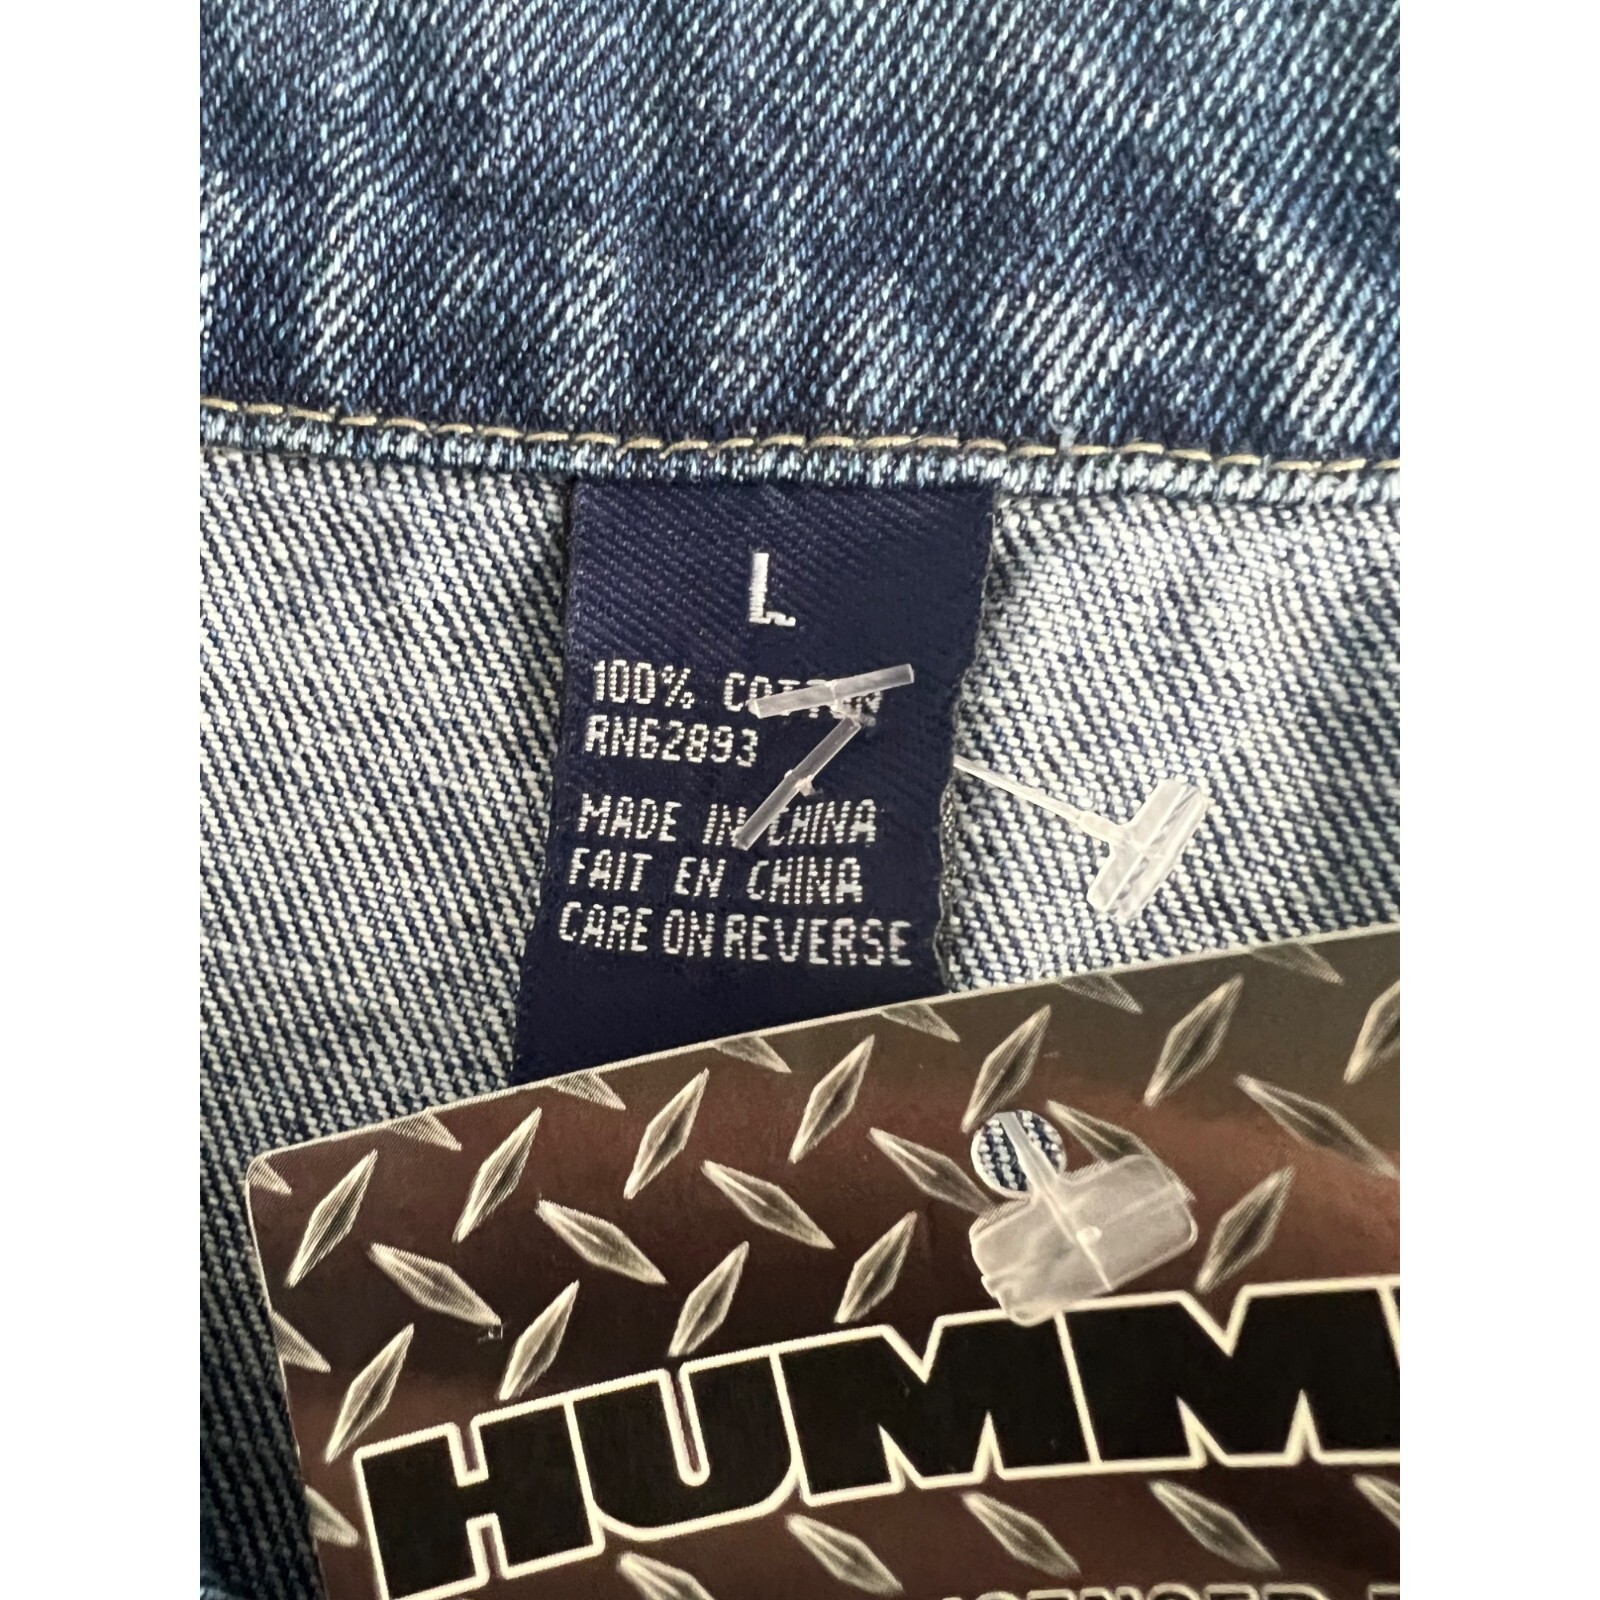 L
100% COTTON
RN62893
MADE IN CHINA
FAIT EN CHINA
CARE ON REVERSE
HUMM